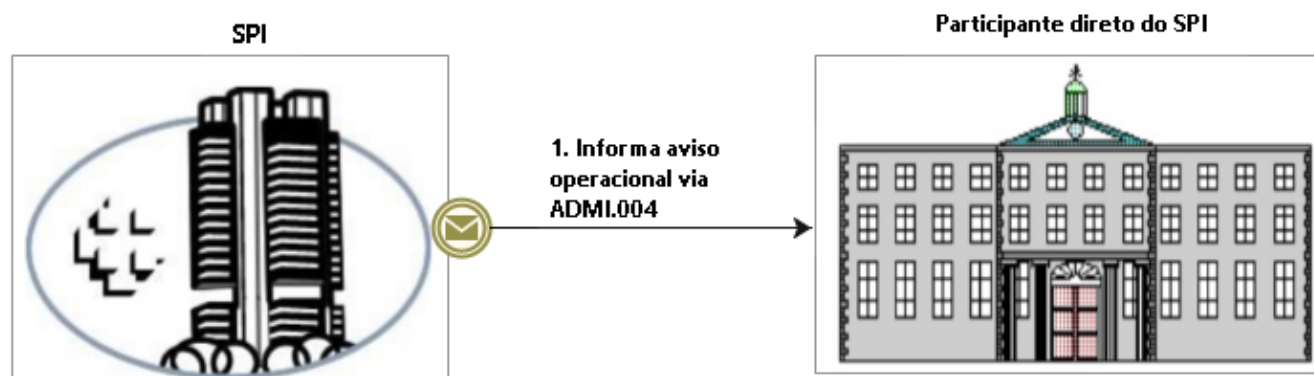 SPI
Participante direto do SPI
1. Informa aviso
operacional via
ADMI.004